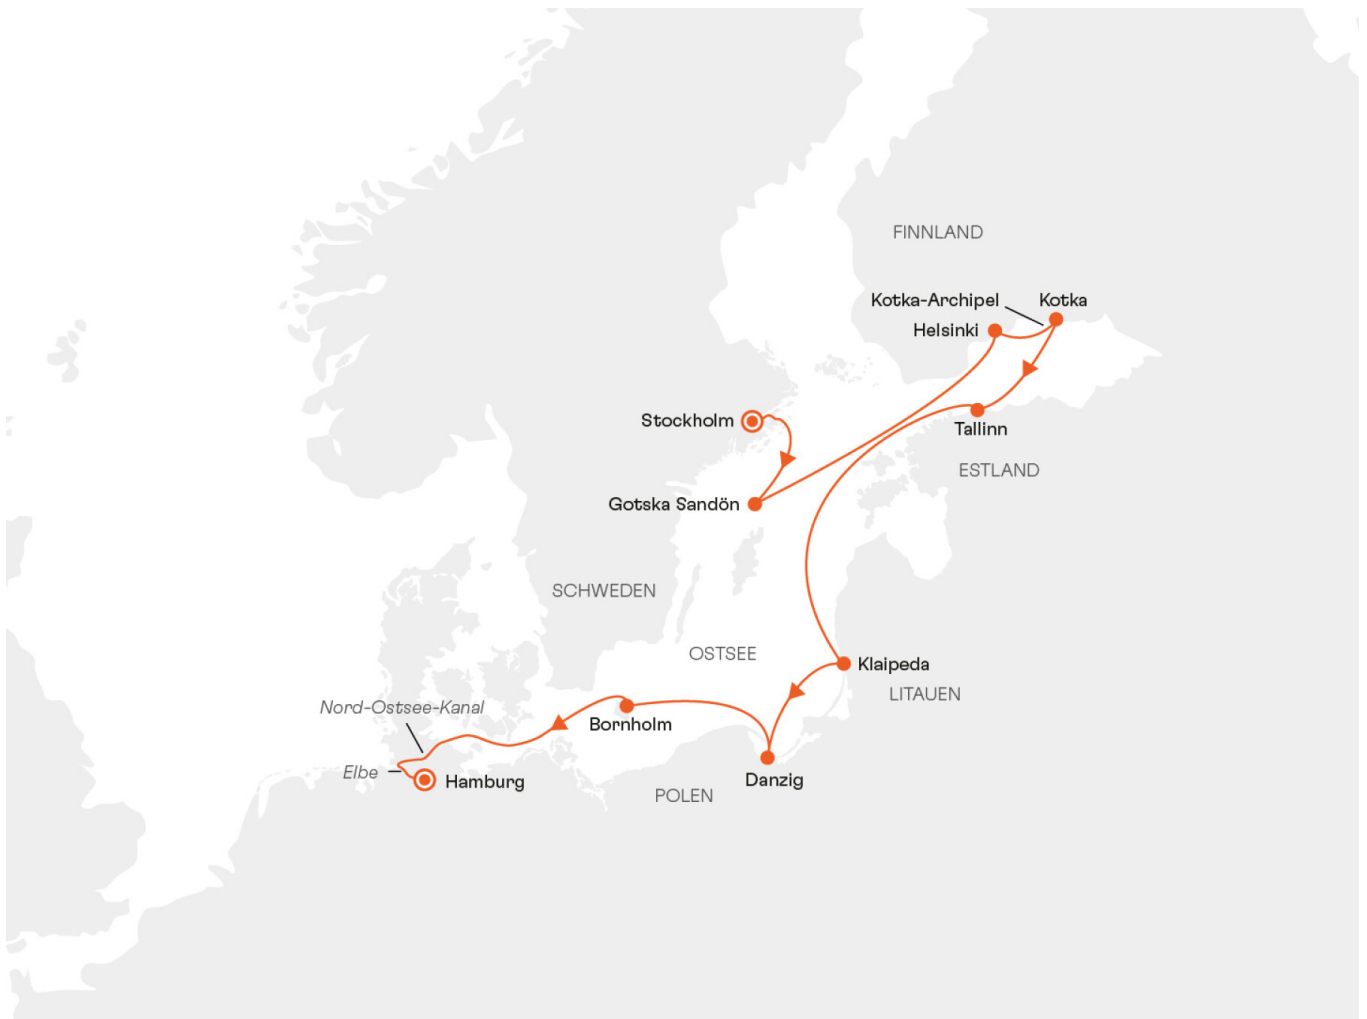 FINNLAND
Kotka-Archipel
Kotka
Helsinki
Stockholm
Tallinn
ESTLAND
Gotska Sandön
SCHWEDEN
OSTSEE
Klaipeda
LITAUEN
Nord-Ostsee-Kanal
Bornholm
Elbe
Hamburg
Danzig
POLEN